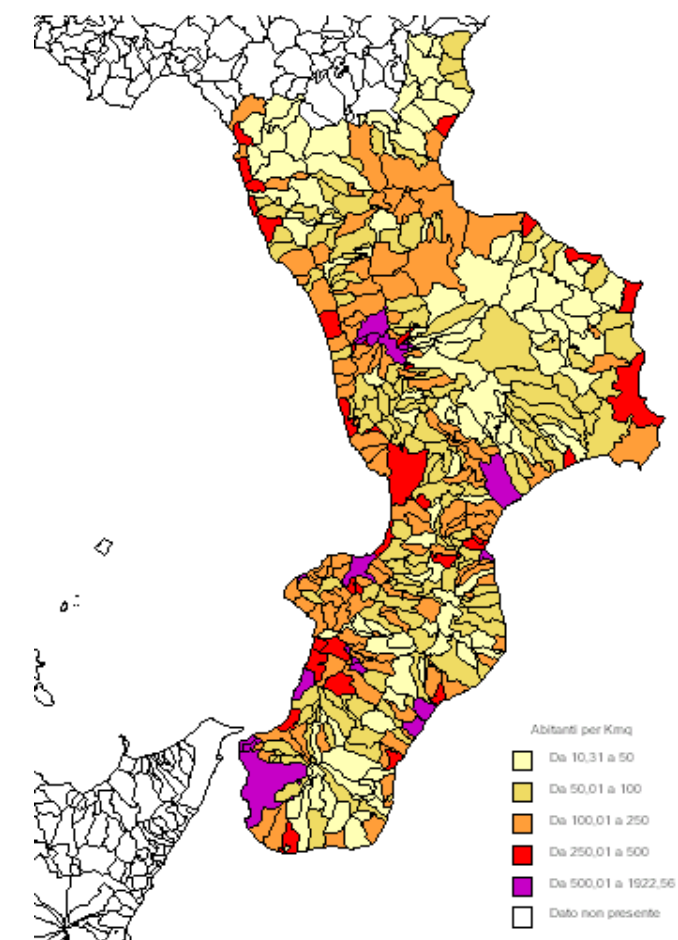 Abitanti per Kmq
Da 10,31 a 50
Da 50,01 a 100
Da 100,01 a 250
Da 250,01 a 500
Da 500,01 a 1922,56
Dato non presente